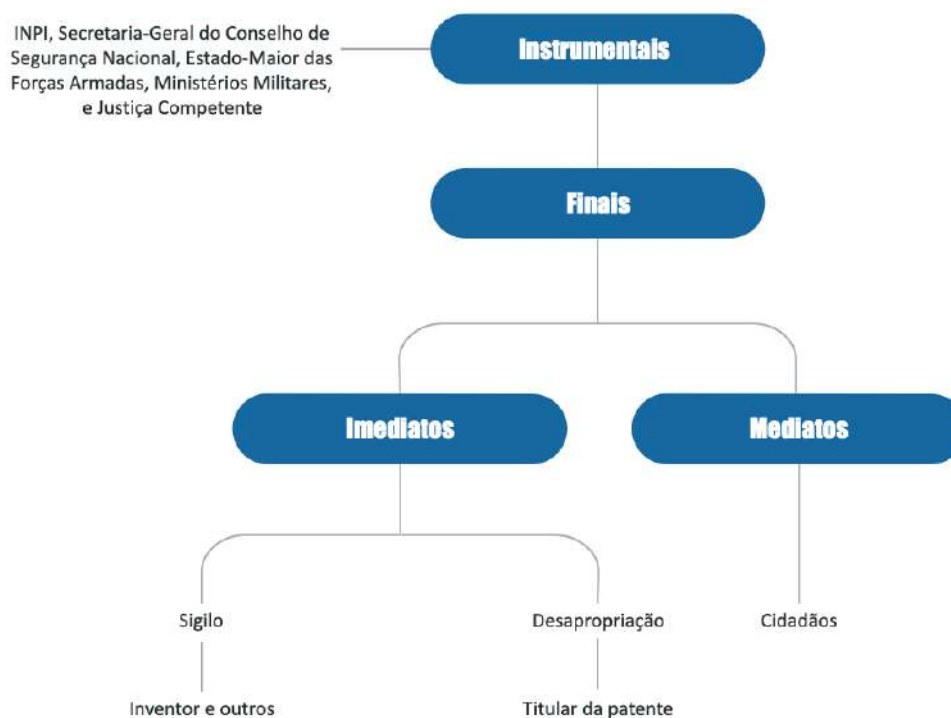 INPI, Secretaria-Geral do Conselho de
Segurança Nacional, Estado-Maior das
Forças Armadas, Ministérios Militares,
e Justiça Competente
Instrumentais
Finais
Imediatos
Mediatos
Sigilo
Desapropriação
Cidadãos
Inventor e outros
Titular da patente